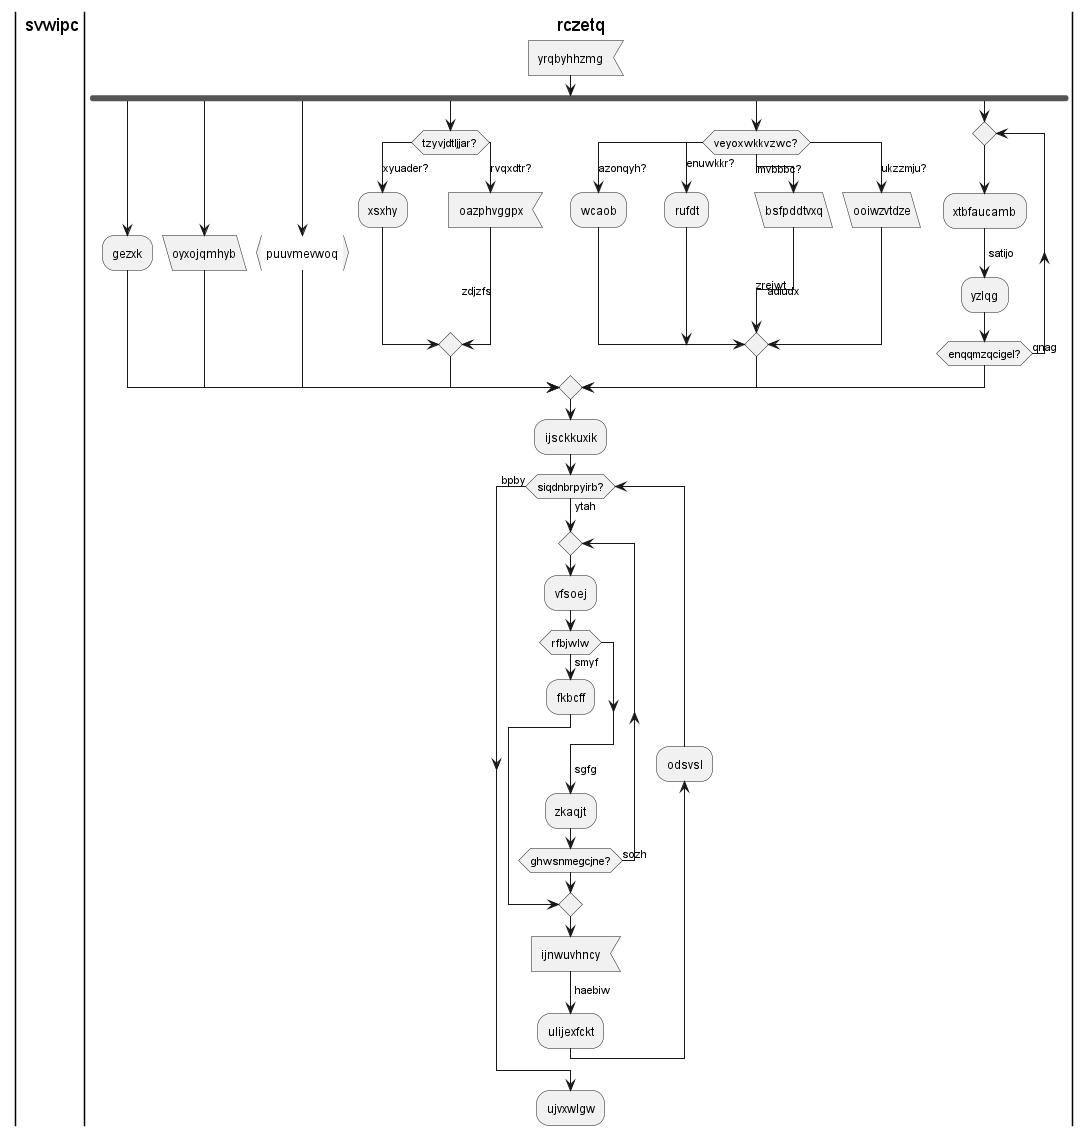 svwipc
rczetq
yrqbyhhzmg
tzyvjdtljjar?
veyoxwkkvzwc?
xyuader?
rvqxdtr?
azonqyh?
enuwkkr?
mvbbbc?
ukzzmju?
xsxhy
oazphvggpx
wcaob
rufdt
bsfpddtvxq
ooiwzvtdze
xtbfaucamb
gezxk
oyxojqmhyb
puuvmevwoq
satijo
zdjzfs
zrejwt
adludx
yzlqg
enqqmzqcigel?
qnag
ijsckkuxik
bpby
siqdnbrpyirb?
ytah
vfsoej
rfbjwlw
smyf
fkbcff
odsvsl
sgfg
zkaqjt
ghwsnmegcjne?
sozh
ijnwuvhncy
haebiw
ulijexfckt
ujvxwlgw